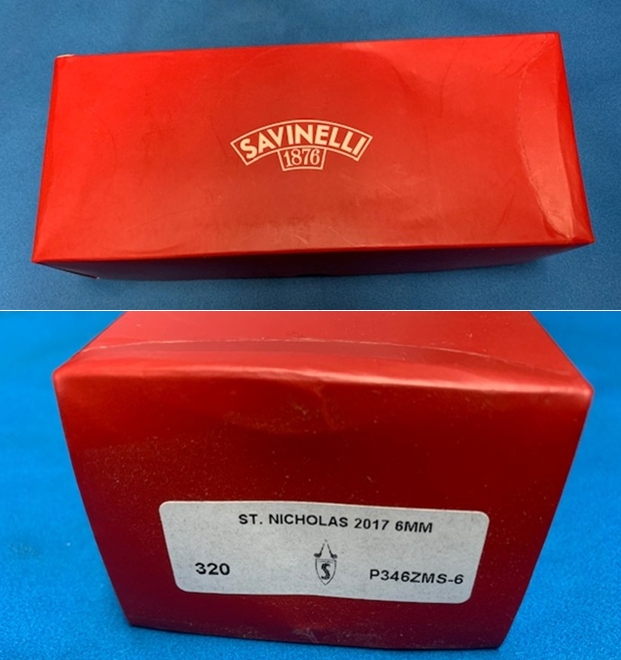 SAVINELLI
1876
ST. NICHOLAS 2017 6MM
320 S P346ZMS-6